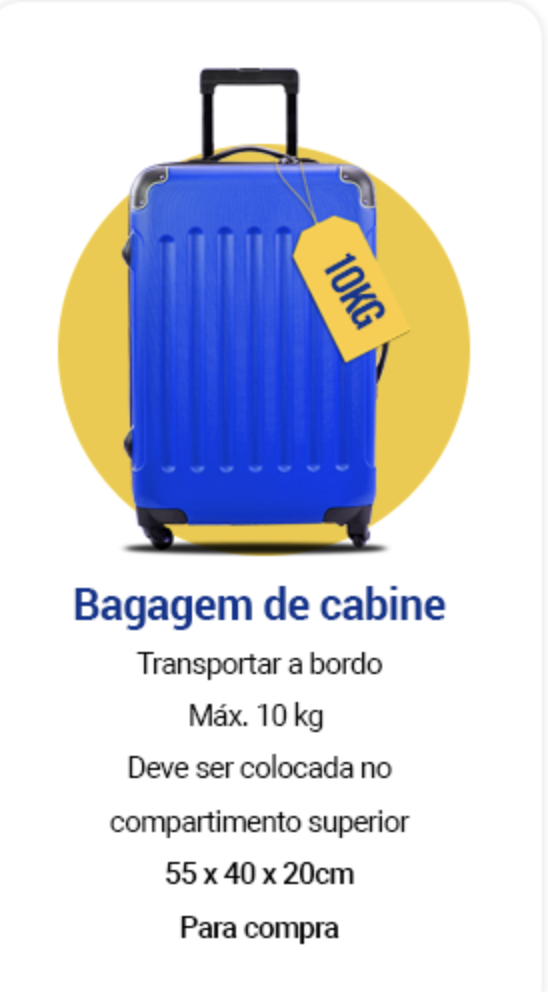 10KG
Bagagem de cabine
Transportar a bordo
Máx. 10 kg
Deve ser colocada no
compartimento superior
55 x 40 x 20cm
Para compra